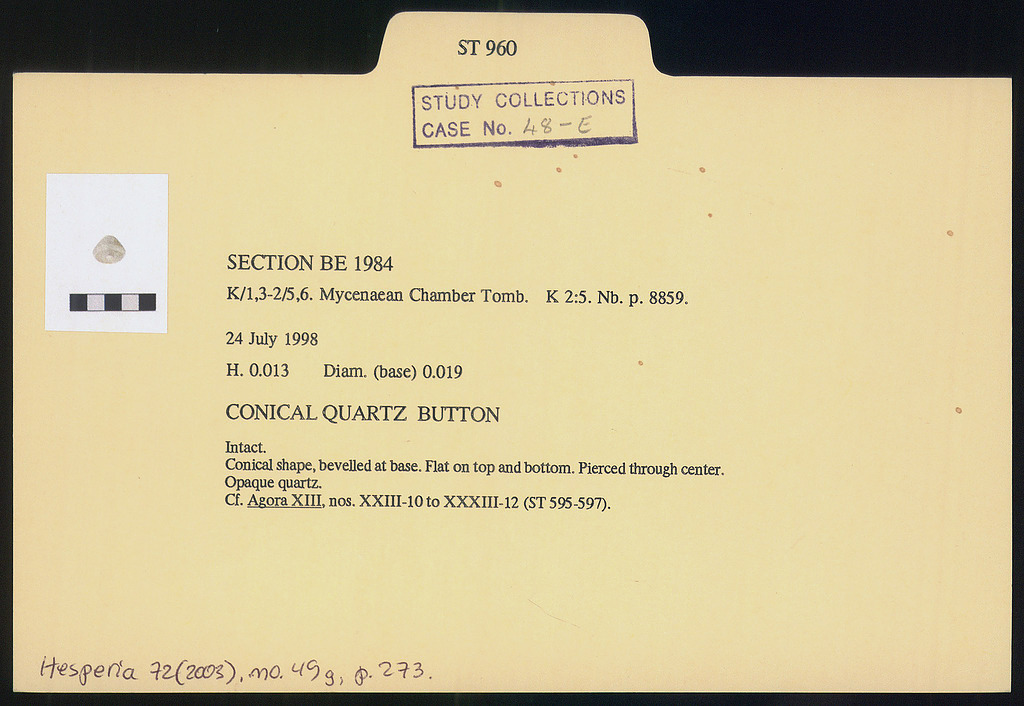 ST 960
STUDY COLLECTIONS
CASE No. 48-E
SECTION BE 1984
K/1,3-2/5,6. Mycenaean Chamber Tomb. K 2:5. Nb. p. 8859.
24 July 1998
H. 0.013 Diam. (base) 0.019
CONICAL QUARTZ BUTTON
Intact.
Conical shape, bevelled at base. Flat on top and bottom. Pierced through center.
Opaque quartz.
Cf. Agora XIII, nos. XXIII-10 to XXXIII-12 (ST 595-597).
Hesperia 72(2003), no. 49g, p. 273.